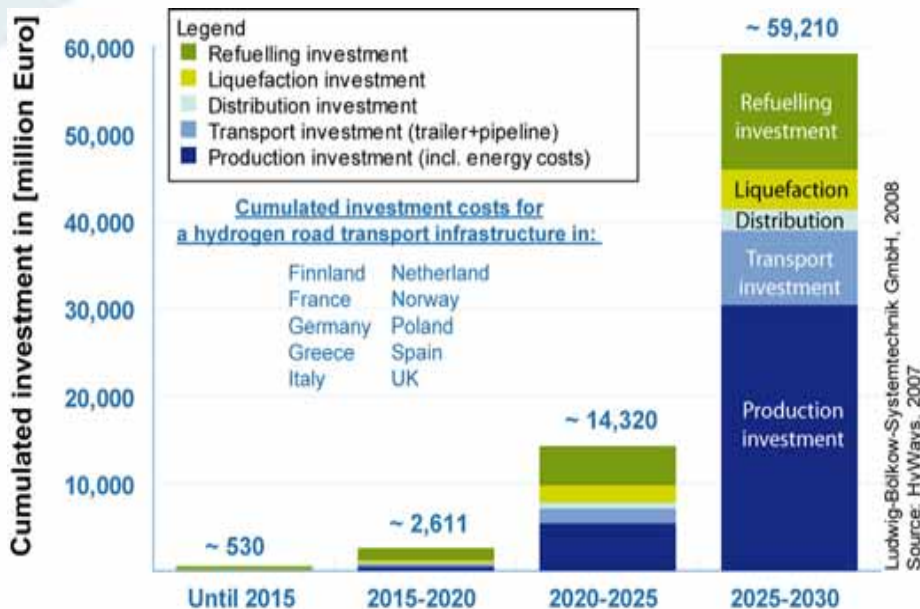 Cumulated investment in [million Euro]
60,000
50,000
40,000
30,000
20,000
10,000
Legend
Refuelling investment
Liquefaction investment
Distribution investment
Transport investment (trailer+pipeline)
Production investment (incl. energy costs)
Cumulated investment costs for
a hydrogen road transport infrastructure in:
Finnland Netherland
France Norway
Germany Poland
Greece Spain
Italy UK
~ 530
~ 2,611
~ 14,320
~ 59,210
Refuelling
investment
Liquefaction
Distribution
Transport
investment
Production
investment
Until 2015
2015-2020
2020-2025
2025-2030
Ludwig-Bölkow-Systemtechnik GmbH, 2008
Source: HyWays, 2007